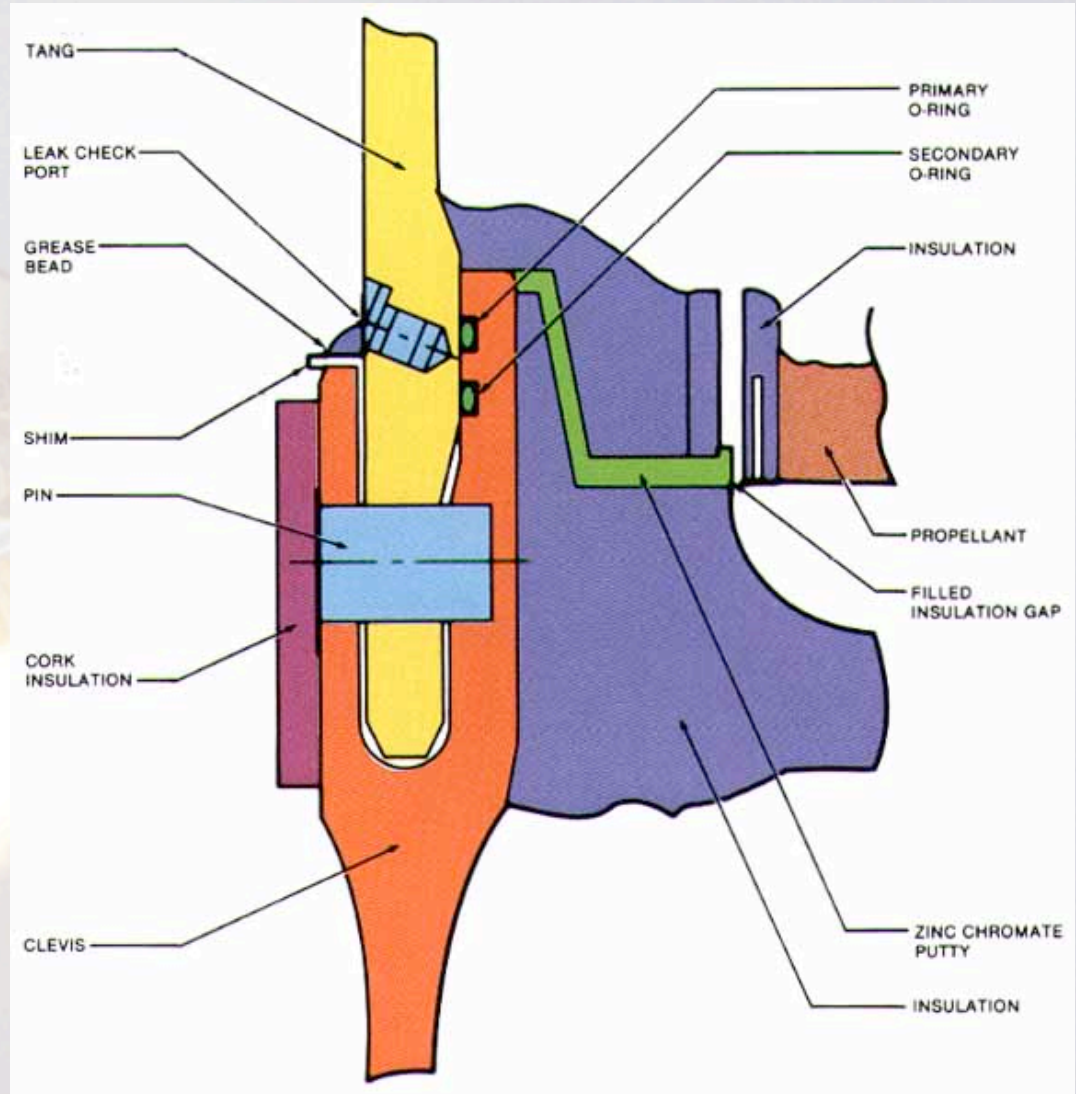 TANG
LEAK CHECK
PORT
GREASE
BEAD
SHIM
PIN
CORK
INSULATION
CLEVIS
PRIMARY
O-RING
SECONDARY
O-RING
INSULATION
PROPELLANT
FILLED
INSULATION GAP
ZINC CHROMATE
PUTTY
INSULATION